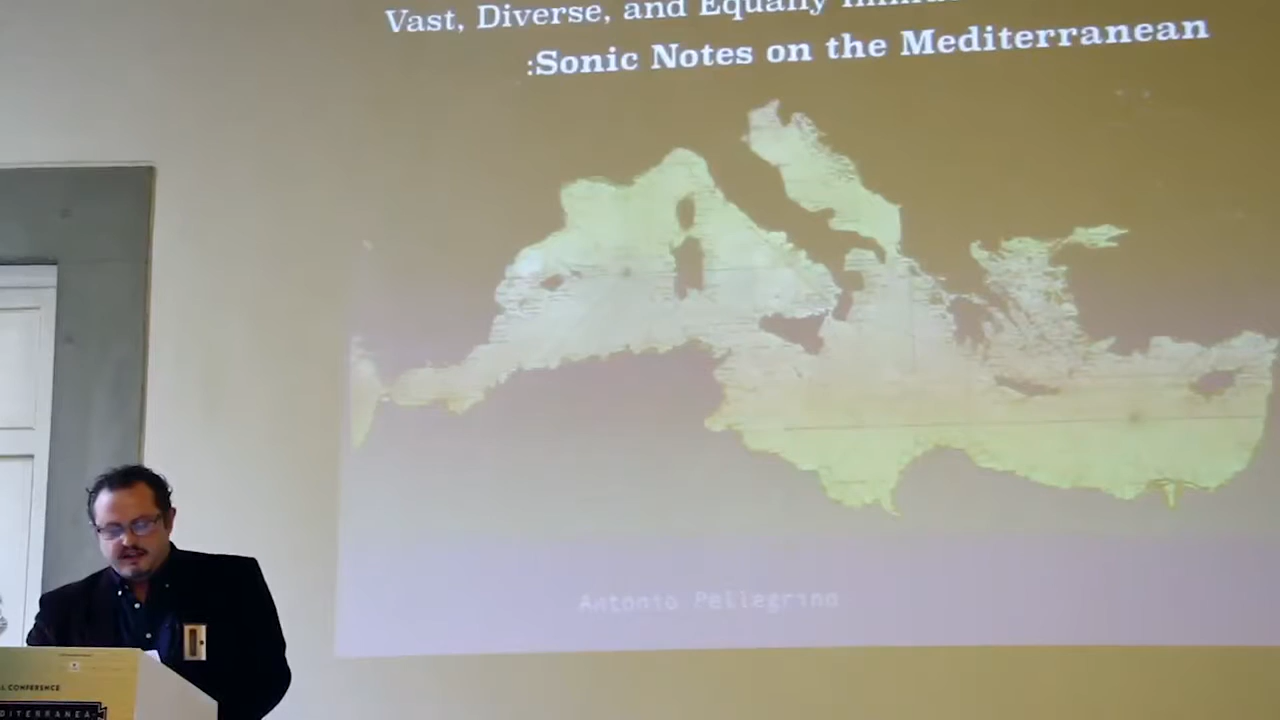 Vast, Diverse, and Equally
:Sonic Notes on the Mediterranean
Antonio Pellegrino
CONFERENCE